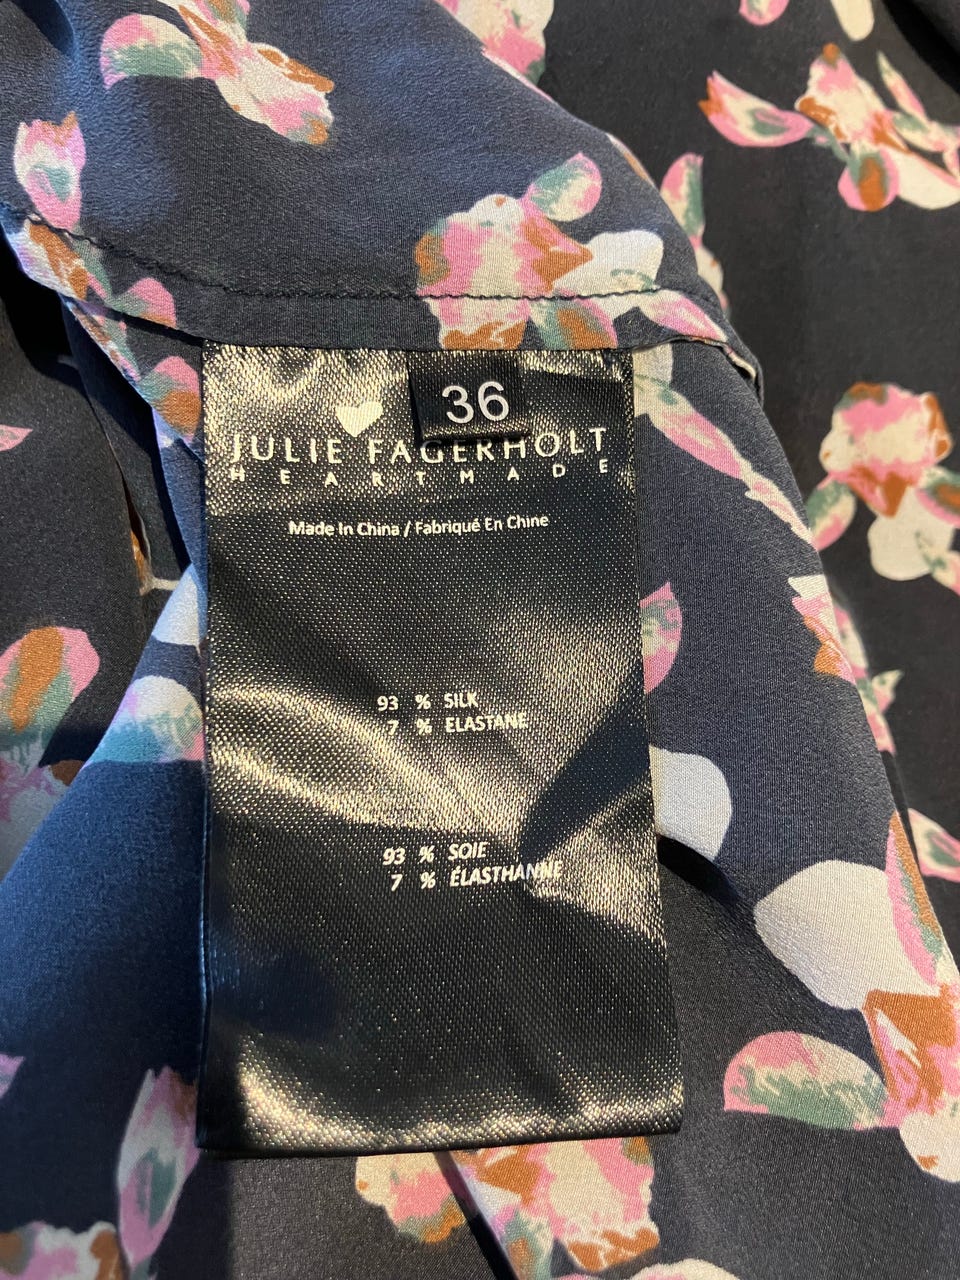 36
JULIE FAGERHOLT
HEARTMADE
Made In China / Fabriqué En Chine
93 % SILK
7 % ELASTANE
93 % SOIE
7 % ÉLASTHANNE